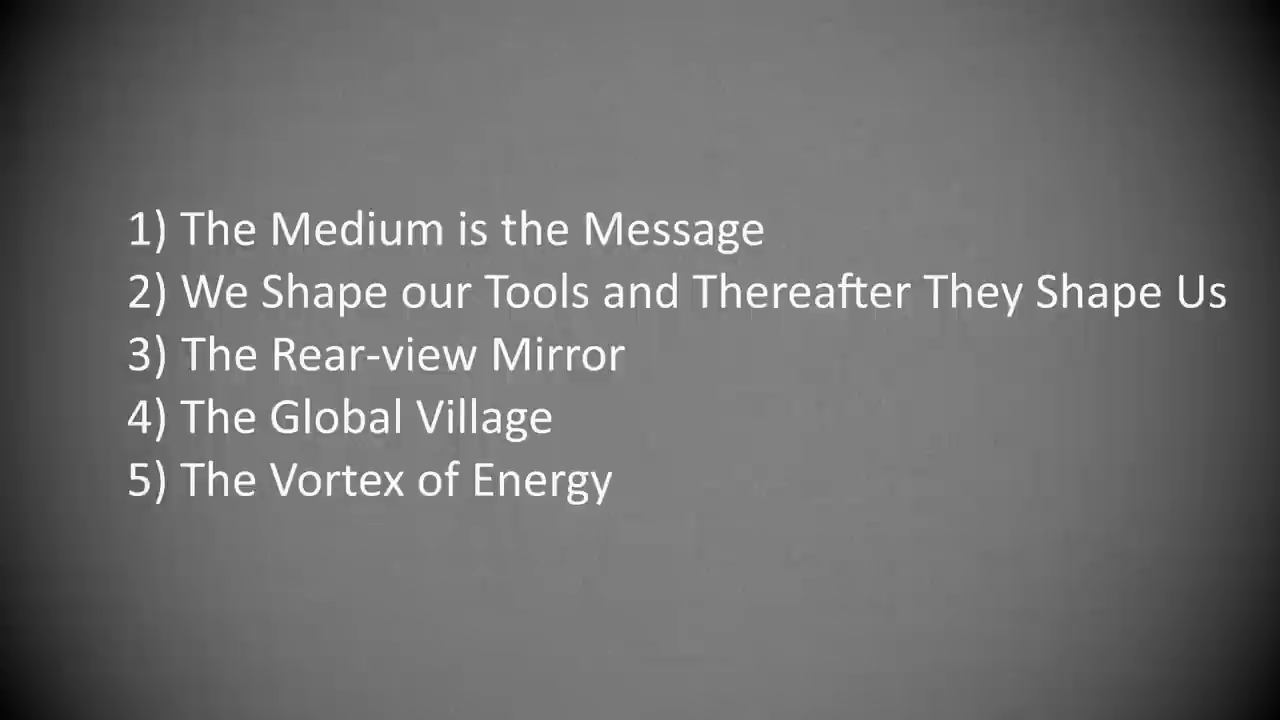 1) The Medium is the Message
2) We Shape our Tools and Thereafter They Shape Us
3) The Rear-view Mirror
4) The Global Village
5) The Vortex of Energy